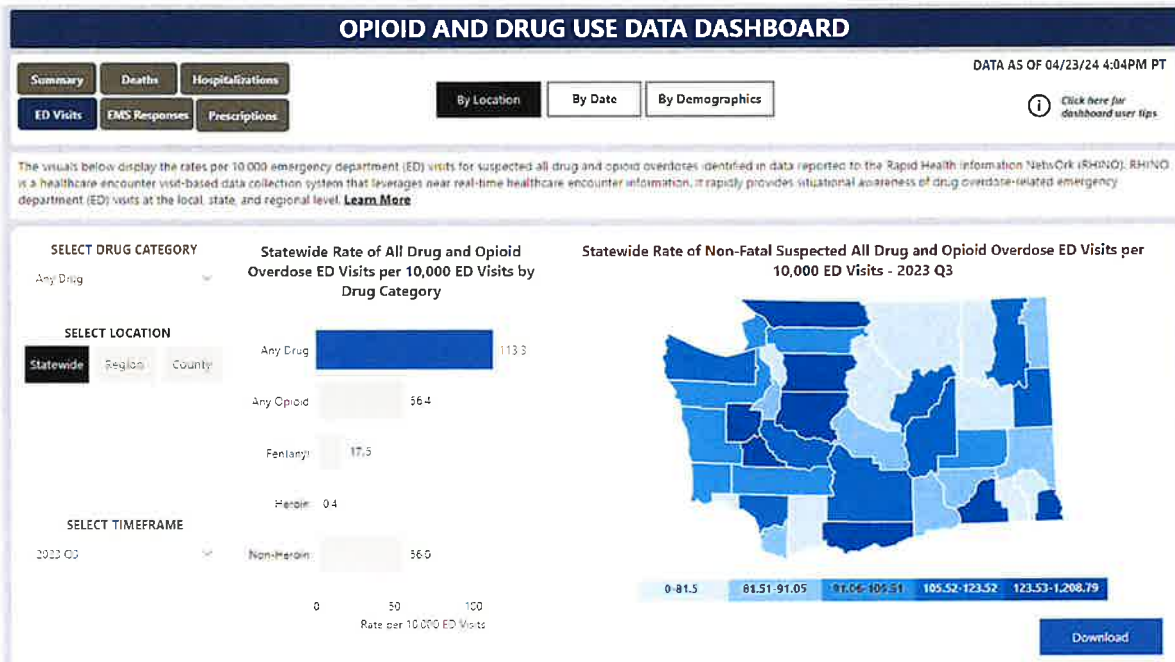 OPIOID AND DRUG USE DATA DASHBOARD
DATA AS OF 04/23/24 4:04PM PT
Summary
Deaths
Hospitalizations
ED Visits
EMS Responses
Prescriptions
By Location
By Date
By Demographics
Click here for
dashboard user tips
The visuals below display the rates per 10,000 emergency department (ED) visits for suspected all drug and opioid overdoses identified in data reported to the Rapid Health Information NetwOrk (RHINO). RHINO
is a healthcare encounter visit-based data collection system that leverages near real-time healthcare encounter information. It rapidly provides situational awareness of drug overdose-related emergency
department (ED) visits at the local, state, and regional level. Learn More
SELECT DRUG CATEGORY
Any Drug
SELECT LOCATION
Statewide
Region
County
SELECT TIMEFRAME
2023 Q3
Statewide Rate of All Drug and Opioid
Overdose ED Visits per 10,000 ED Visits by
Drug Category
Any Drug 113.3
Any Opioid 56.4
Fentanyl 17.5
Heroin 0.4
Non-Heroin
0 50 100
Rate per 10,000 ED Visits
Statewide Rate of Non-Fatal Suspected All Drug and Opioid Overdose ED Visits per
10,000 ED Visits - 2023 Q3
0-81.5
81.51-91.05
91.06-105.51
105.52-123.52
123.53-1,208.79
Download